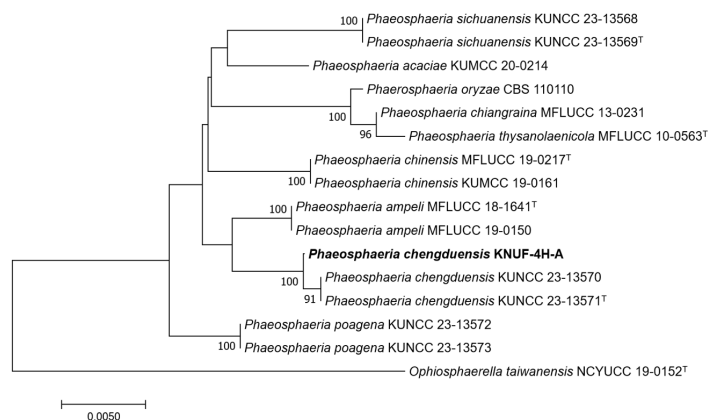 100 Phaeosphaeria sichuanensis KUNCC 23-13568
Phaeosphaeria sichuanensis KUNCC 23-13569ᵀ
Phaeosphaeria acaciae KUMCC 20-0214
Phaerosphaeria oryzae CBS 110110
100 Phaeosphaeria chiangraina MFLUCC 13-0231
96 Phaeosphaeria thysanolaenicola MFLUCC 10-0563ᵀ
Phaeosphaeria chinensis MFLUCC 19-0217ᵀ
100 Phaeosphaeria chinensis KUMCC 19-0161
100 Phaeosphaeria ampeli MFLUCC 18-1641ᵀ
Phaeosphaeria ampeli MFLUCC 19-0150
Phaeosphaeria chengduensis KNUF-4H-A
100 Phaeosphaeria chengduensis KUNCC 23-13570
91 Phaeosphaeria chengduensis KUNCC 23-13571ᵀ
Phaeosphaeria poagena KUNCC 23-13572
100 Phaeosphaeria poagena KUNCC 23-13573
Ophiosphaerella taiwanensis NCYUCC 19-0152ᵀ
0.0050